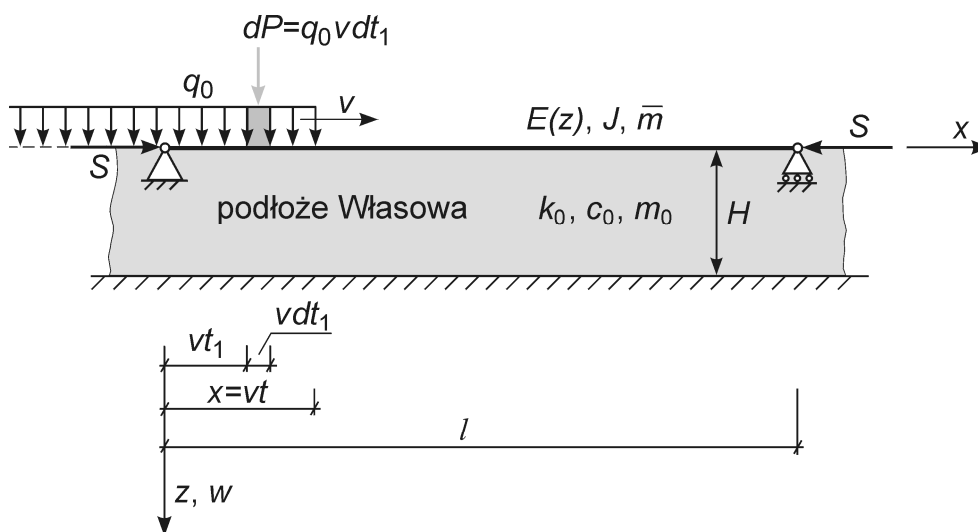 dP=q₀vdt₁
q₀
v
E(z), J, m̅
S
S
x
podłoże Własowa
k₀, c₀, m₀
H
vdt₁
vt₁
x=vt
l
z, w